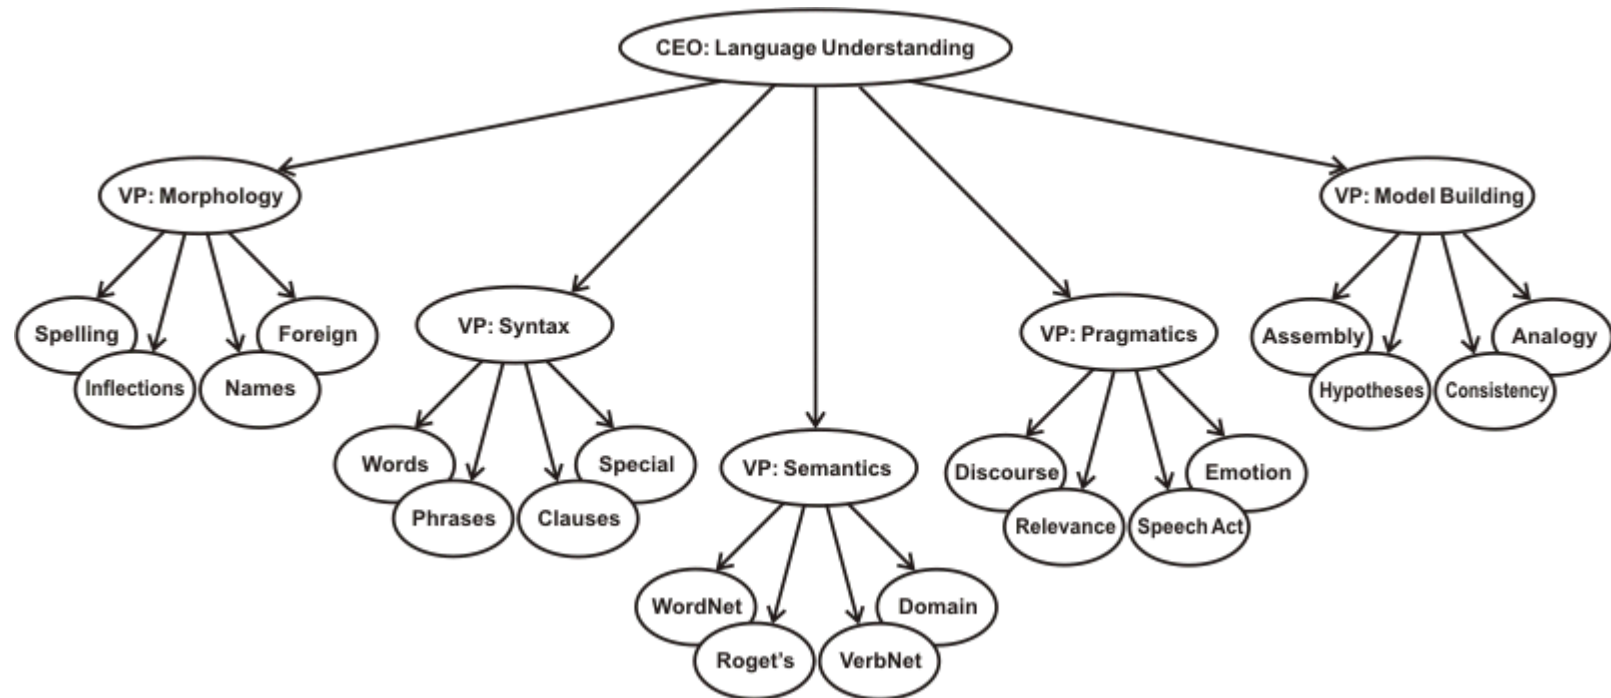 CEO: Language Understanding
VP: Morphology
VP: Model Building
Spelling
Foreign
Inflections
Names
VP: Syntax
VP: Pragmatics
Assembly
Analogy
Hypotheses
Consistency
Words
Special
Phrases
Clauses
VP: Semantics
Discourse
Emotion
Relevance
Speech Act
WordNet
Domain
Roget's
VerbNet